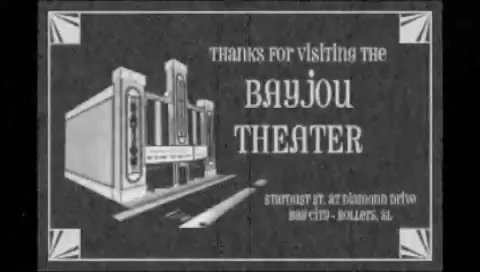 Thanks for visiting the
Bayjou
Theater
Stardust St. at Diamond Drive
Bay City - Rollers, AL